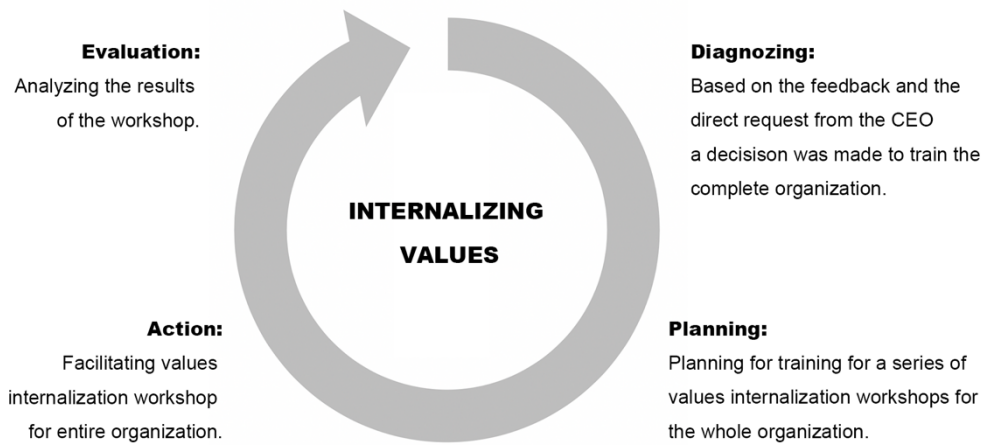 Evaluation:
Analyzing the results
of the workshop.
Diagnozing:
Based on the feedback and the
direct request from the CEO
a decisison was made to train the
complete organization.
INTERNALIZING
VALUES
Action:
Facilitating values
internalization workshop
for entire organization.
Planning:
Planning for training for a series of
values internalization workshops for
the whole organization.